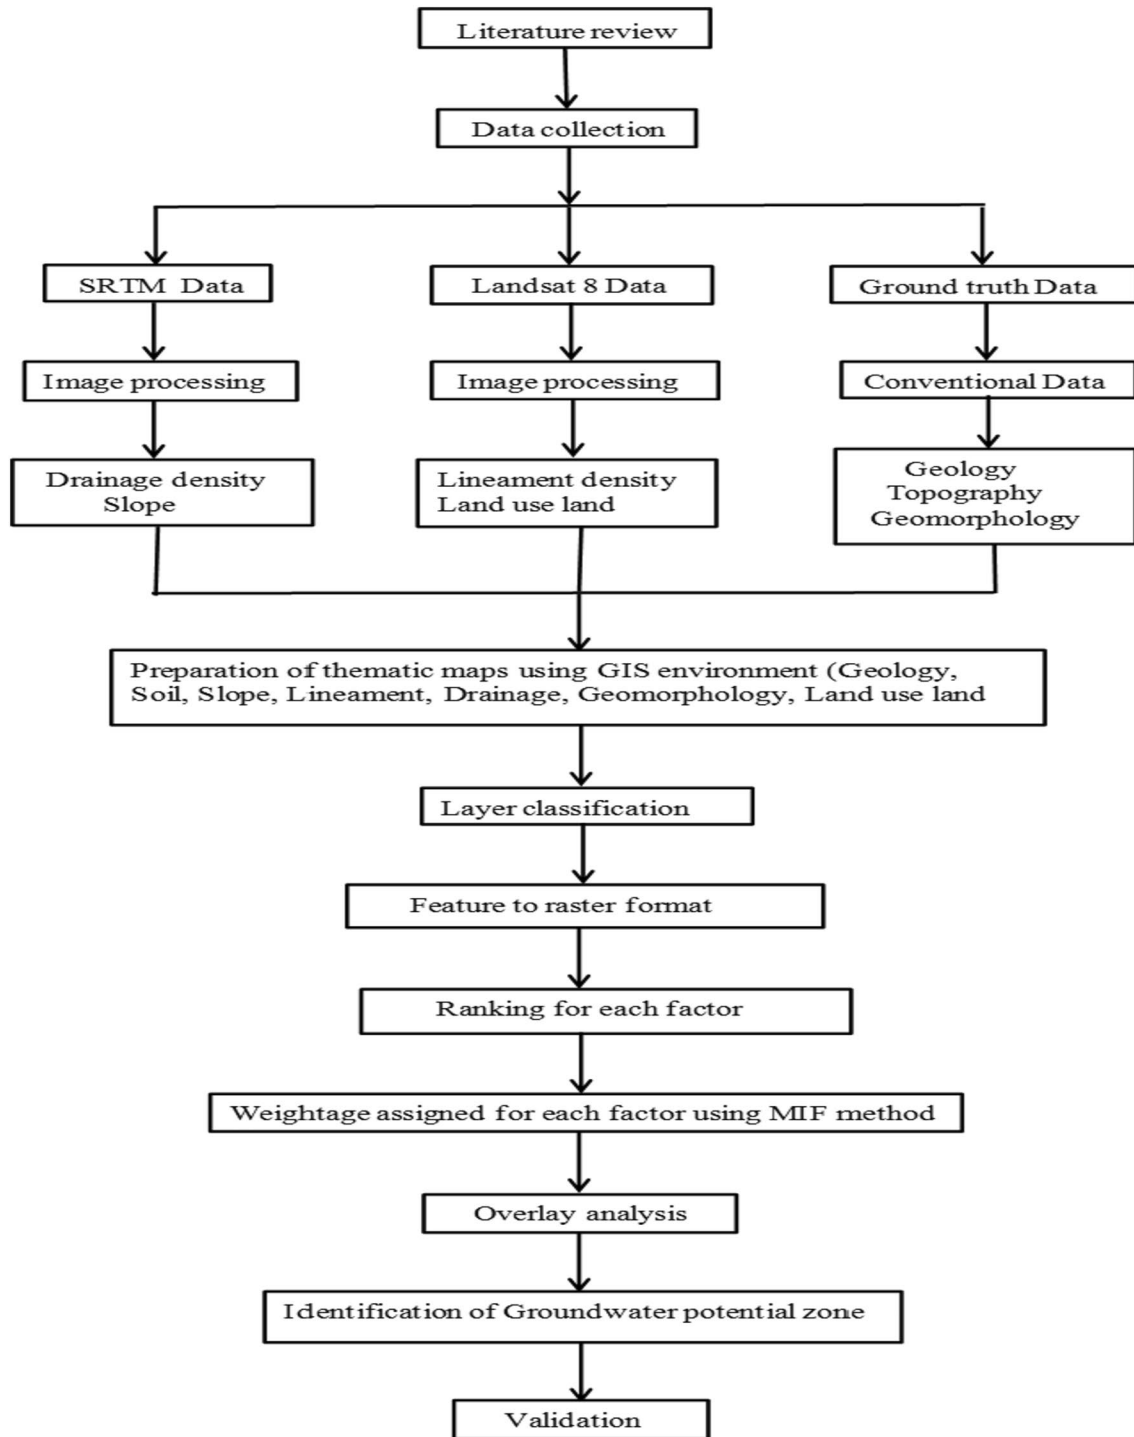 Literature review
Data collection
SRTM Data
Landsat 8 Data
Ground truth Data
Image processing
Image processing
Conventional Data
Drainage density
Slope
Lineament density
Land use land
Geology
Topography
Geomorphology
Preparation of thematic maps using GIS environment (Geology,
Soil, Slope, Lineament, Drainage, Geomorphology, Land use land
Layer classification
Feature to raster format
Ranking for each factor
Weightage assigned for each factor using MIF method
Overlay analysis
Identification of Groundwater potential zone
Validation